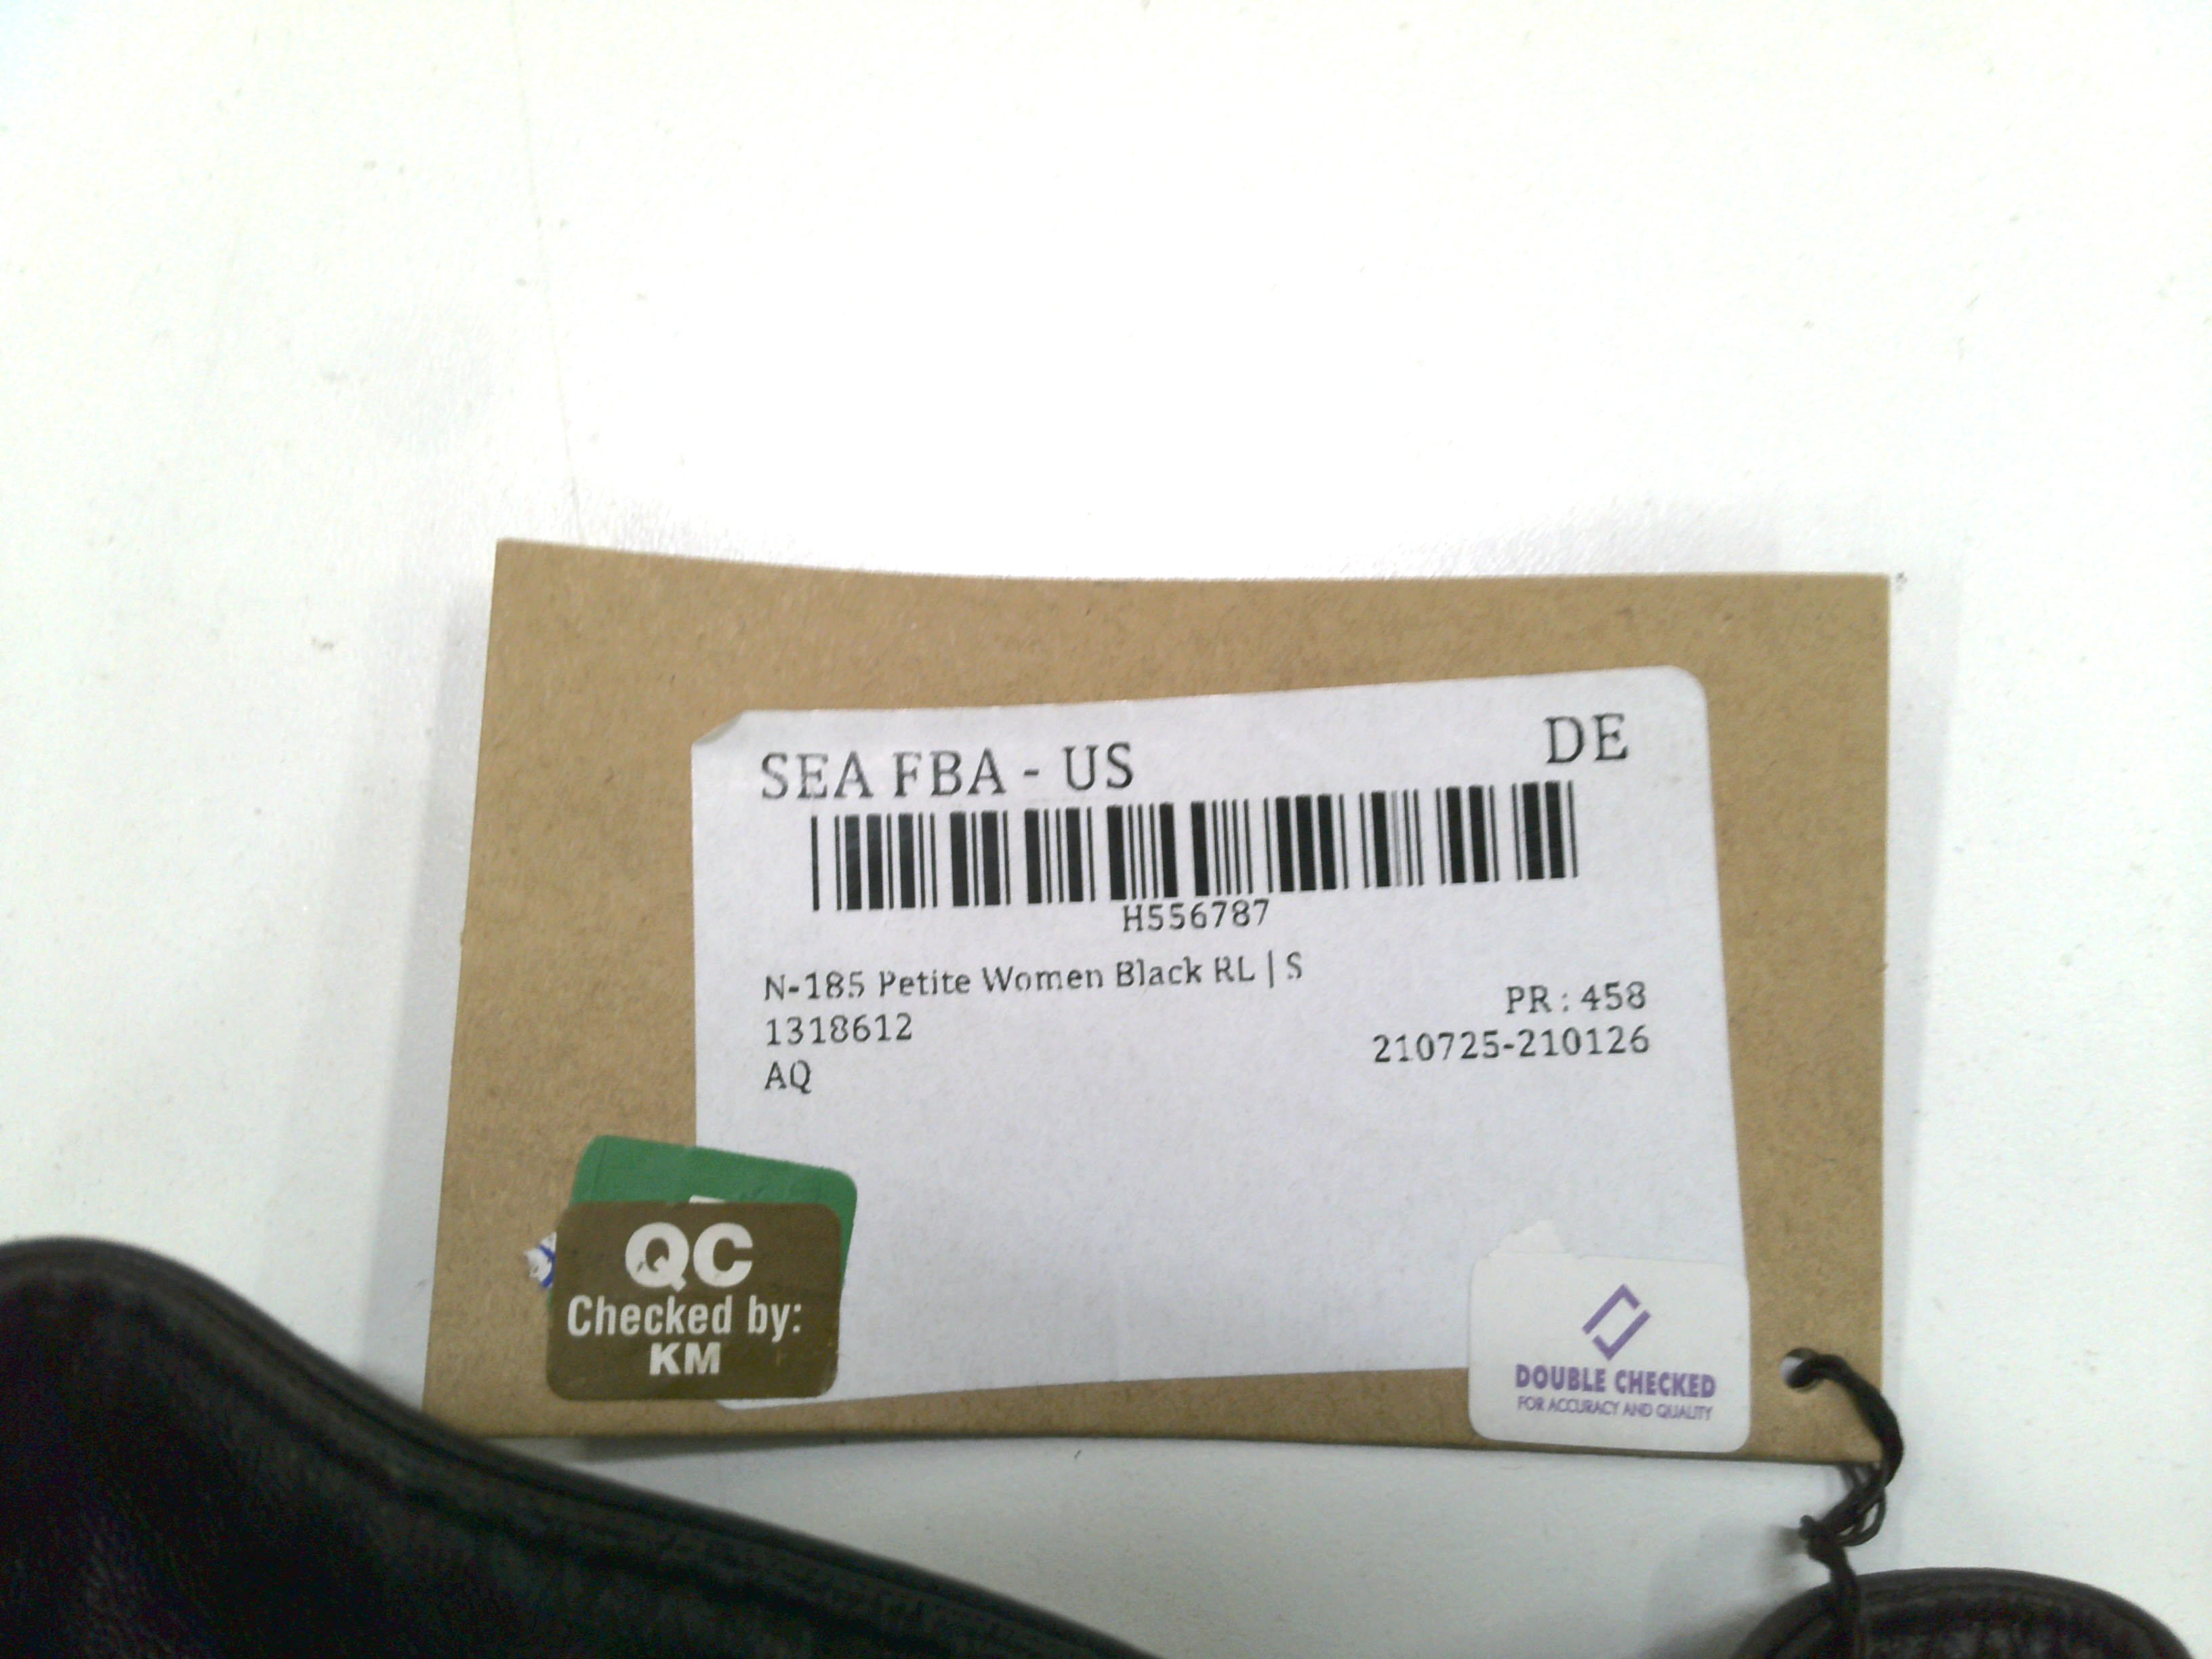 SEA FBA - US
DE
H556787
N-185 Petite Women Black RL | S
1318612
AQ
PR : 458
210725-210126
QC
Checked by:
KM
DOUBLE CHECKED
FOR ACCURACY AND QUALITY